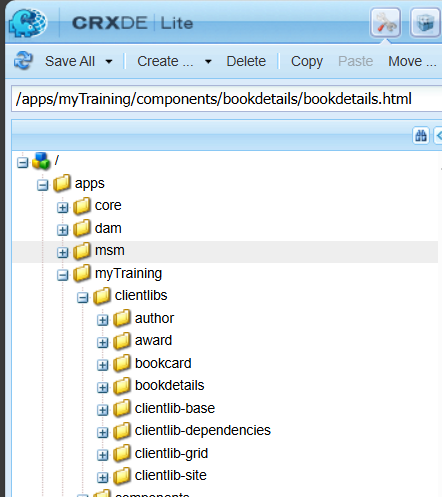 CRXDE | Lite
Save All Create ... Delete Copy Paste Move ...
/apps/myTraining/components/bookdetails/bookdetails.html
/
apps
core
dam
msm
myTraining
clientlibs
author
award
bookcard
bookdetails
clientlib-base
clientlib-dependencies
clientlib-grid
clientlib-site
components